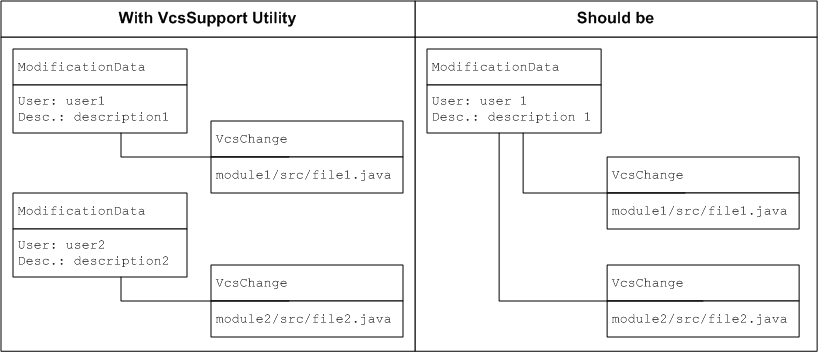 With VcsSupport Utility
ModificationData
User: user1
Desc.: description1
VcsChange
module1/src/file1.java
ModificationData
User: user2
Desc.: description2
VcsChange
module2/src/file2.java
Should be
ModificationData
User: user 1
Desc.: description 1
VcsChange
module1/src/file1.java
VcsChange
module2/src/file2.java